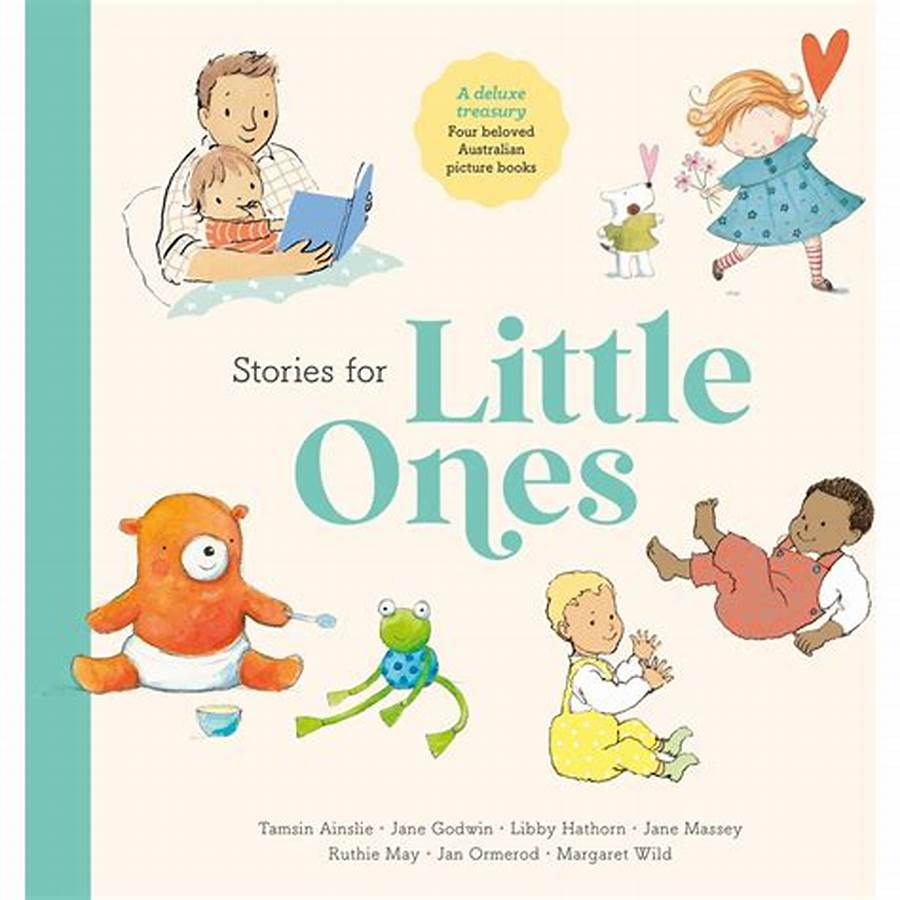 A deluxe
treasury
Four beloved
Australian
picture books
Stories for Little
Ones
Tamsin Ainslie • Jane Godwin • Libby Hathorn • Jane Massey
Ruthie May • Jan Ormerod • Margaret Wild